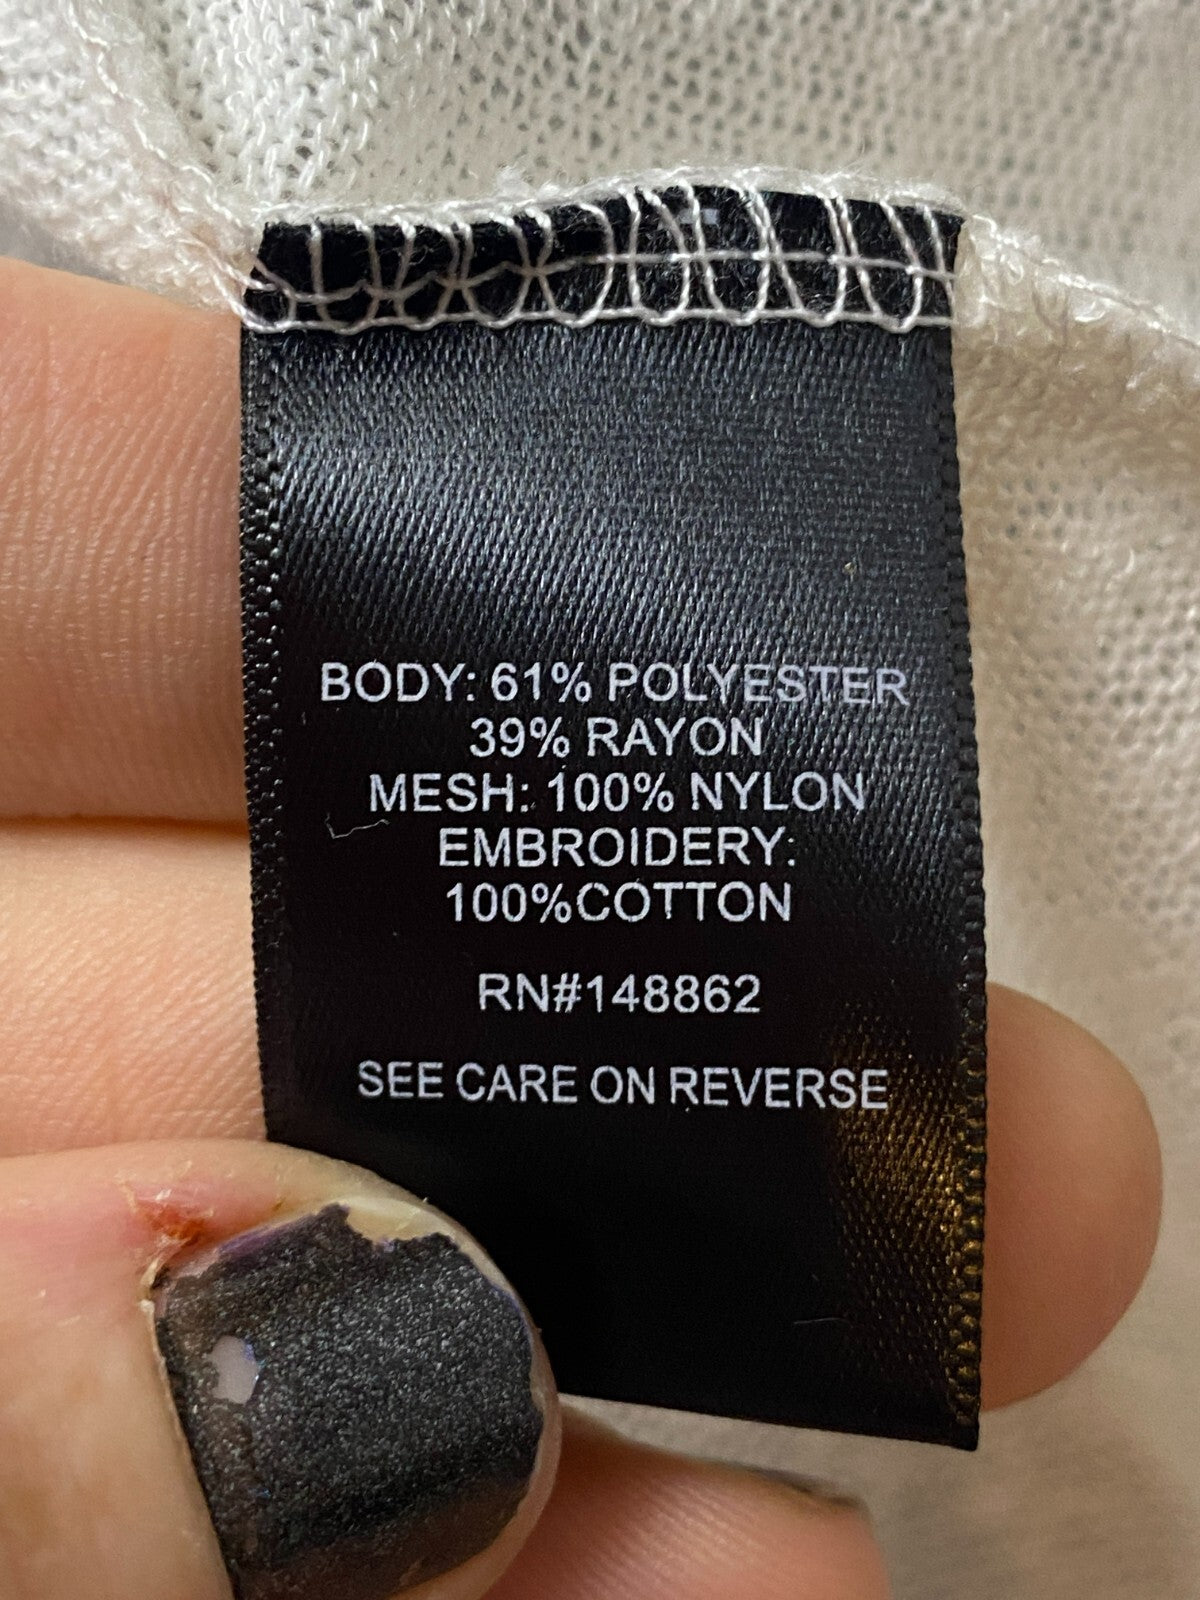 BODY: 61% POLYESTER
39% RAYON
MESH: 100% NYLON
EMBROIDERY:
100%COTTON
RN#148862
SEE CARE ON REVERSE